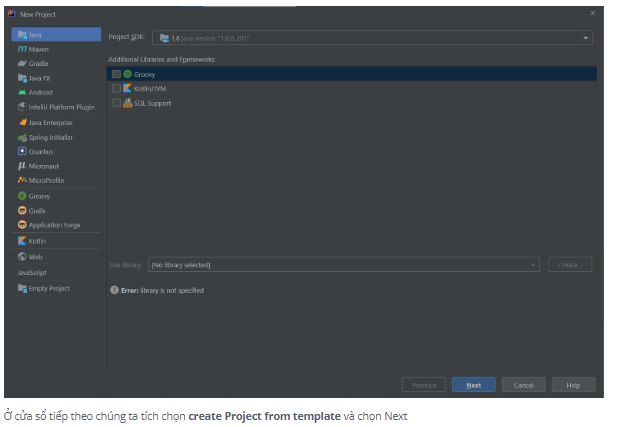 New Project
Java
Maven
Gradle
Java FX
Android
IntelliJ Platform Plugin
Java Enterprise
Spring Initializr
Quarkus
Micronaut
MicroProfile
Groovy
Grails
Application Forge
Kotlin
Web
JavaScript
Empty Project
Project SDK: 1.8 java version "1.8.0_201"
Additional Libraries and Frameworks:
Groovy
Kotlin/JVM
SQL Support
Use library: [No library selected] Create...
Error: library is not specified
Previous Next Cancel Help
Ở cửa sổ tiếp theo chúng ta tích chọn create Project from template và chọn Next